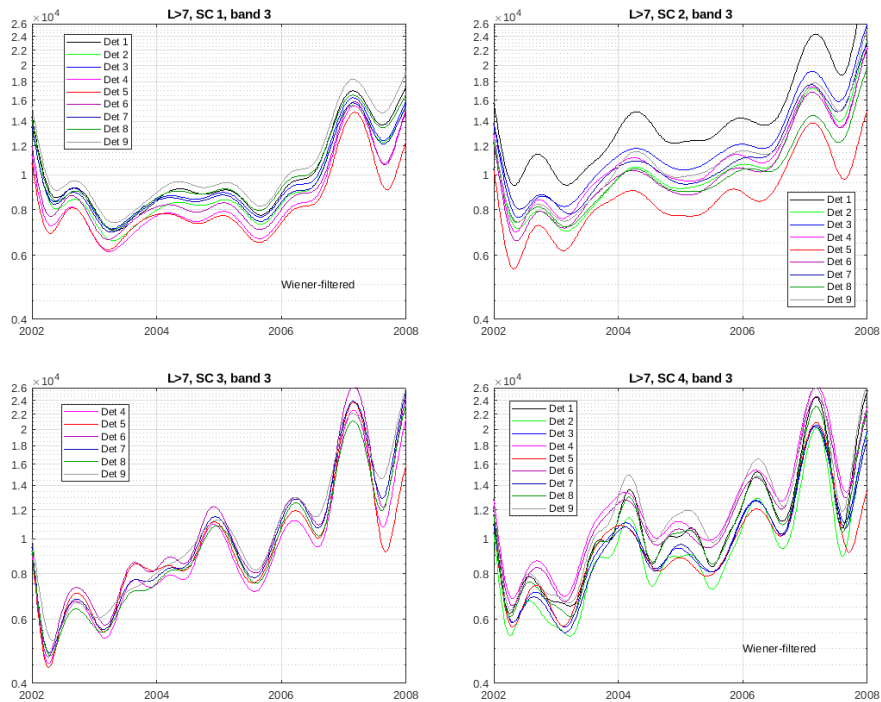 L>7, SC 1, band 3
×10⁴
2.6
2.4
2.2
2
1.8
1.6
1.4
1.2
1
0.8
0.6
0.4
2002
2004
2006
2008
Det 1
Det 2
Det 3
Det 4
Det 5
Det 6
Det 7
Det 8
Det 9
Wiener-filtered
L>7, SC 2, band 3
×10⁴
2.6
2.4
2.2
2
1.8
1.6
1.4
1.2
1
0.8
0.6
0.4
2002
2004
2006
2008
Det 1
Det 2
Det 3
Det 4
Det 5
Det 6
Det 7
Det 8
Det 9
L>7, SC 3, band 3
×10⁴
2.6
2.4
2.2
2
1.8
1.6
1.4
1.2
1
0.8
0.6
0.4
2002
2004
2006
2008
Det 4
Det 5
Det 6
Det 7
Det 8
Det 9
L>7, SC 4, band 3
×10⁴
2.6
2.4
2.2
2
1.8
1.6
1.4
1.2
1
0.8
0.6
0.4
2002
2004
2006
2008
Det 1
Det 2
Det 3
Det 4
Det 5
Det 6
Det 7
Det 8
Det 9
Wiener-filtered